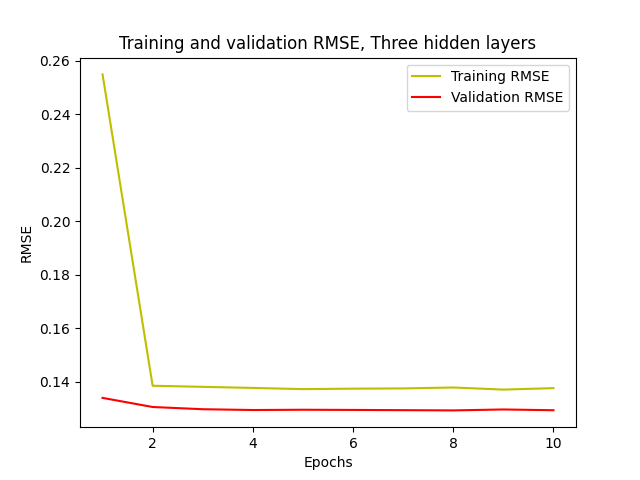 Training and validation RMSE, Three hidden layers
Training RMSE
Validation RMSE
RMSE
0.26
0.24
0.22
0.20
0.18
0.16
0.14
2
4
6
8
10
Epochs